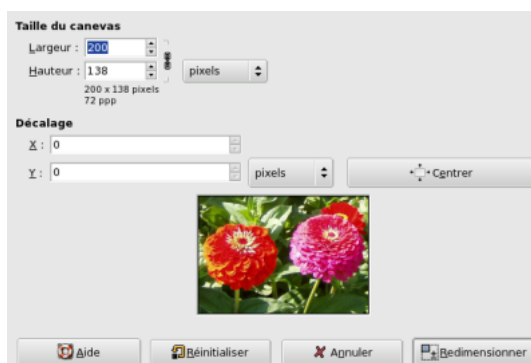 Taille du canevas
Largeur : 200
Hauteur : 138 pixels
200 x 138 pixels
72 ppp
Décalage
X : 0
Y : 0 pixels Centrer
Aide Réinitialiser Annuler Redimensionner